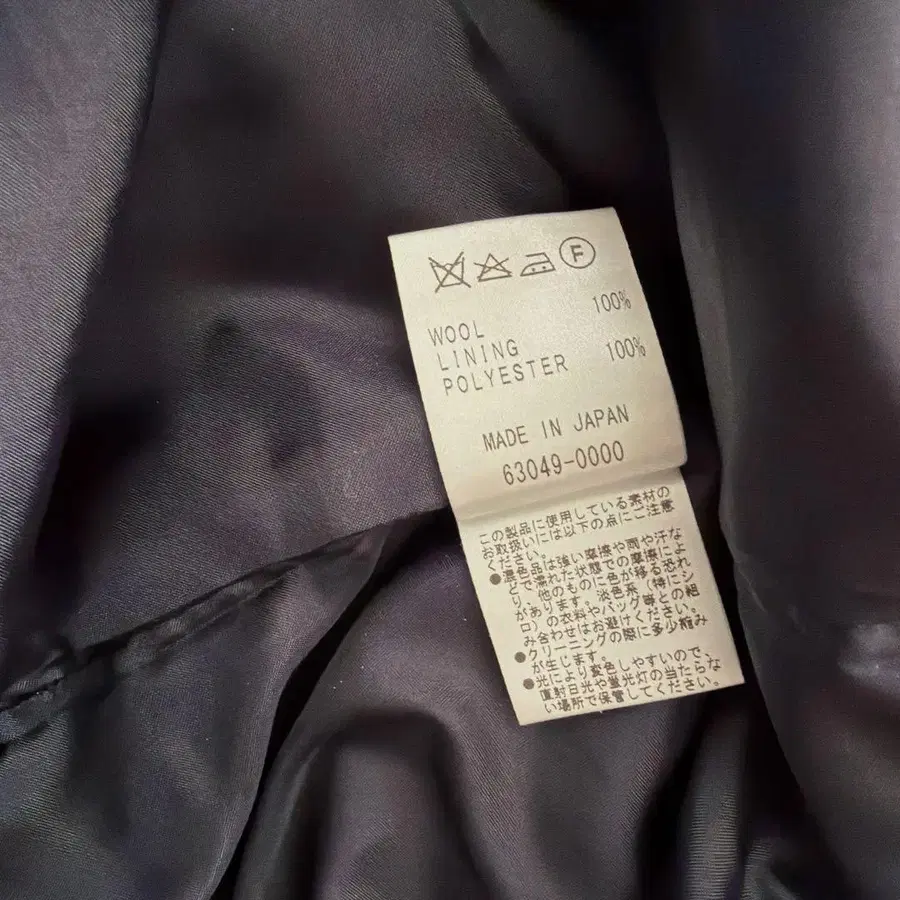 F
WOOL 100%
LINING
POLYESTER 100%
MADE IN JAPAN
63049-0000
この製品に使用している素材の
お取扱いには以下の点にご注意
ください。
●濃色品は強い摩擦や雨や汗な
どで濡れた状態での摩擦によ
り、他のものに色が移る恐れ
があります。淡色系(特にシ
ロ)の衣料やバッグ等との組
み合わせはお避けください。
●クリーニングの際に多少縮み
が生じます。
●光により変色しやすいので、
直射日光や蛍光灯の当たらな
い場所で保管してください。